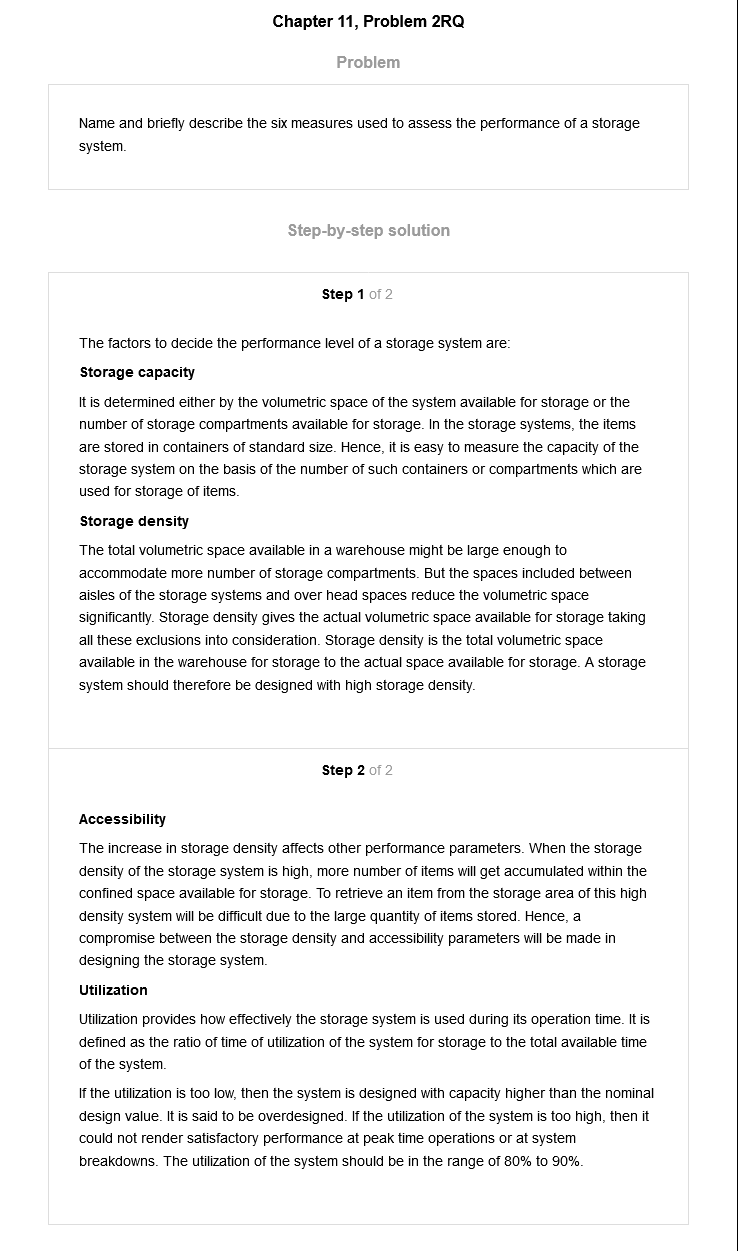 Chapter 11, Problem 2RQ
Problem
Name and briefly describe the six measures used to assess the performance of a storage
system.
Step-by-step solution
Step 1 of 2
The factors to decide the performance level of a storage system are:
Storage capacity
It is determined either by the volumetric space of the system available for storage or the
number of storage compartments available for storage. In the storage systems, the items
are stored in containers of standard size. Hence, it is easy to measure the capacity of the
storage system on the basis of the number of such containers or compartments which are
used for storage of items.
Storage density
The total volumetric space available in a warehouse might be large enough to
accommodate more number of storage compartments. But the spaces included between
aisles of the storage systems and over head spaces reduce the volumetric space
significantly. Storage density gives the actual volumetric space available for storage taking
all these exclusions into consideration. Storage density is the total volumetric space
available in the warehouse for storage to the actual space available for storage. A storage
system should therefore be designed with high storage density.
Step 2 of 2
Accessibility
The increase in storage density affects other performance parameters. When the storage
density of the storage system is high, more number of items will get accumulated within the
confined space available for storage. To retrieve an item from the storage area of this high
density system will be difficult due to the large quantity of items stored. Hence, a
compromise between the storage density and accessibility parameters will be made in
designing the storage system.
Utilization
Utilization provides how effectively the storage system is used during its operation time. It is
defined as the ratio of time of utilization of the system for storage to the total available time
of the system.
If the utilization is too low, then the system is designed with capacity higher than the nominal
design value. It is said to be overdesigned. If the utilization of the system is too high, then it
could not render satisfactory performance at peak time operations or at system
breakdowns. The utilization of the system should be in the range of 80% to 90%.